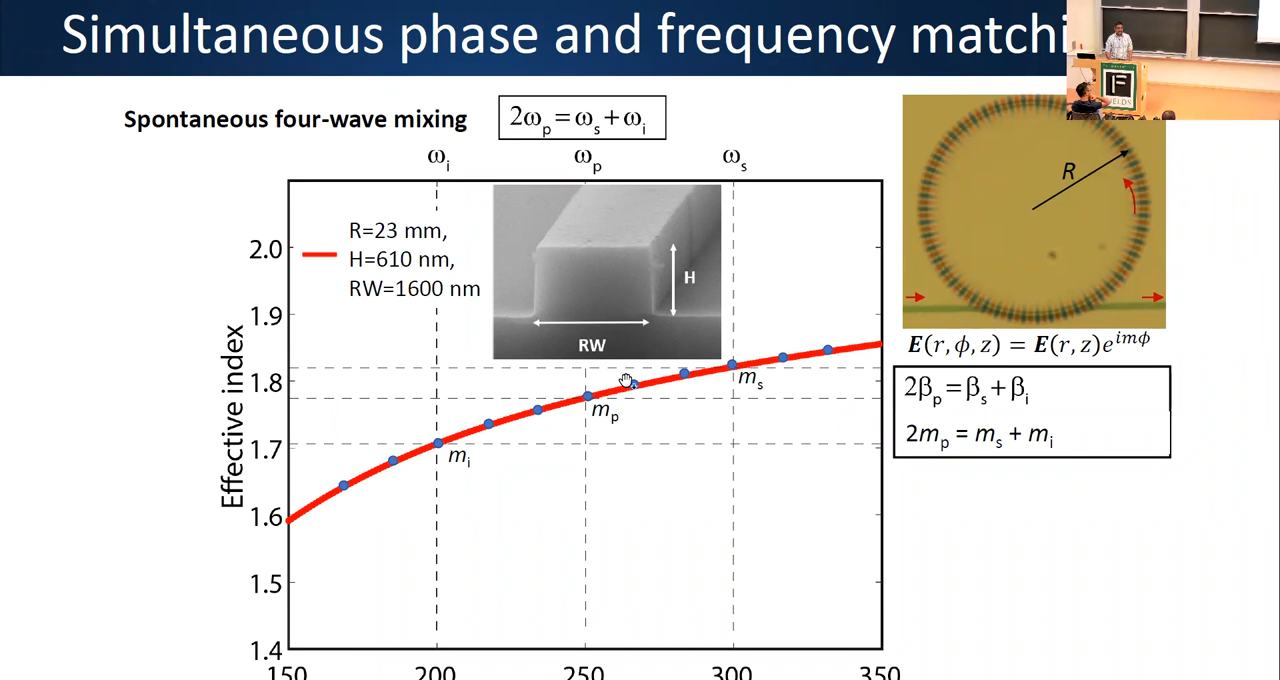 Simultaneous phase and frequency matchi
Spontaneous four-wave mixing
2ωp=ωs+ωi
ωi
ωp
ωs
R=23 mm,
H=610 nm,
RW=1600 nm
H
RW
R
E(r, ϕ, z) = E(r, z)e^imϕ
2βp=βs+βi
2mp = ms + mi
Effective index
2.0
1.9
1.8
1.7
1.6
1.5
1.4
mi
mp
ms
150
200
250
300
350
F
FIELDS